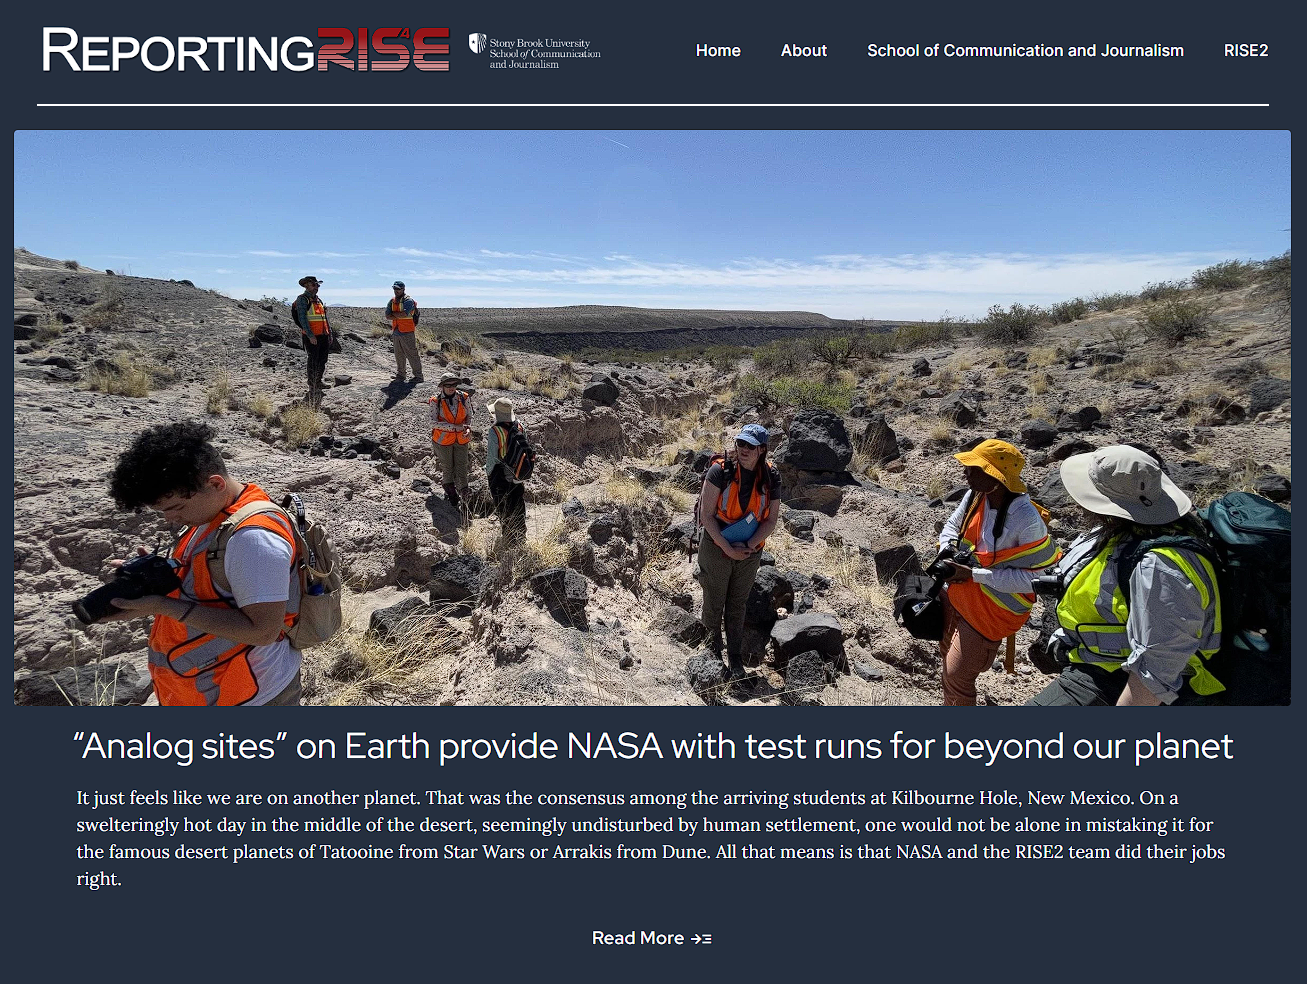 REPORTINGRISE
Stony Brook University
School of Communication
and Journalism
Home About School of Communication and Journalism RISE2
“Analog sites” on Earth provide NASA with test runs for beyond our planet
It just feels like we are on another planet. That was the consensus among the arriving students at Kilbourne Hole, New Mexico. On a
swelteringly hot day in the middle of the desert, seemingly undisturbed by human settlement, one would not be alone in mistaking it for
the famous desert planets of Tatooine from Star Wars or Arrakis from Dune. All that means is that NASA and the RISE2 team did their jobs
right.
Read More